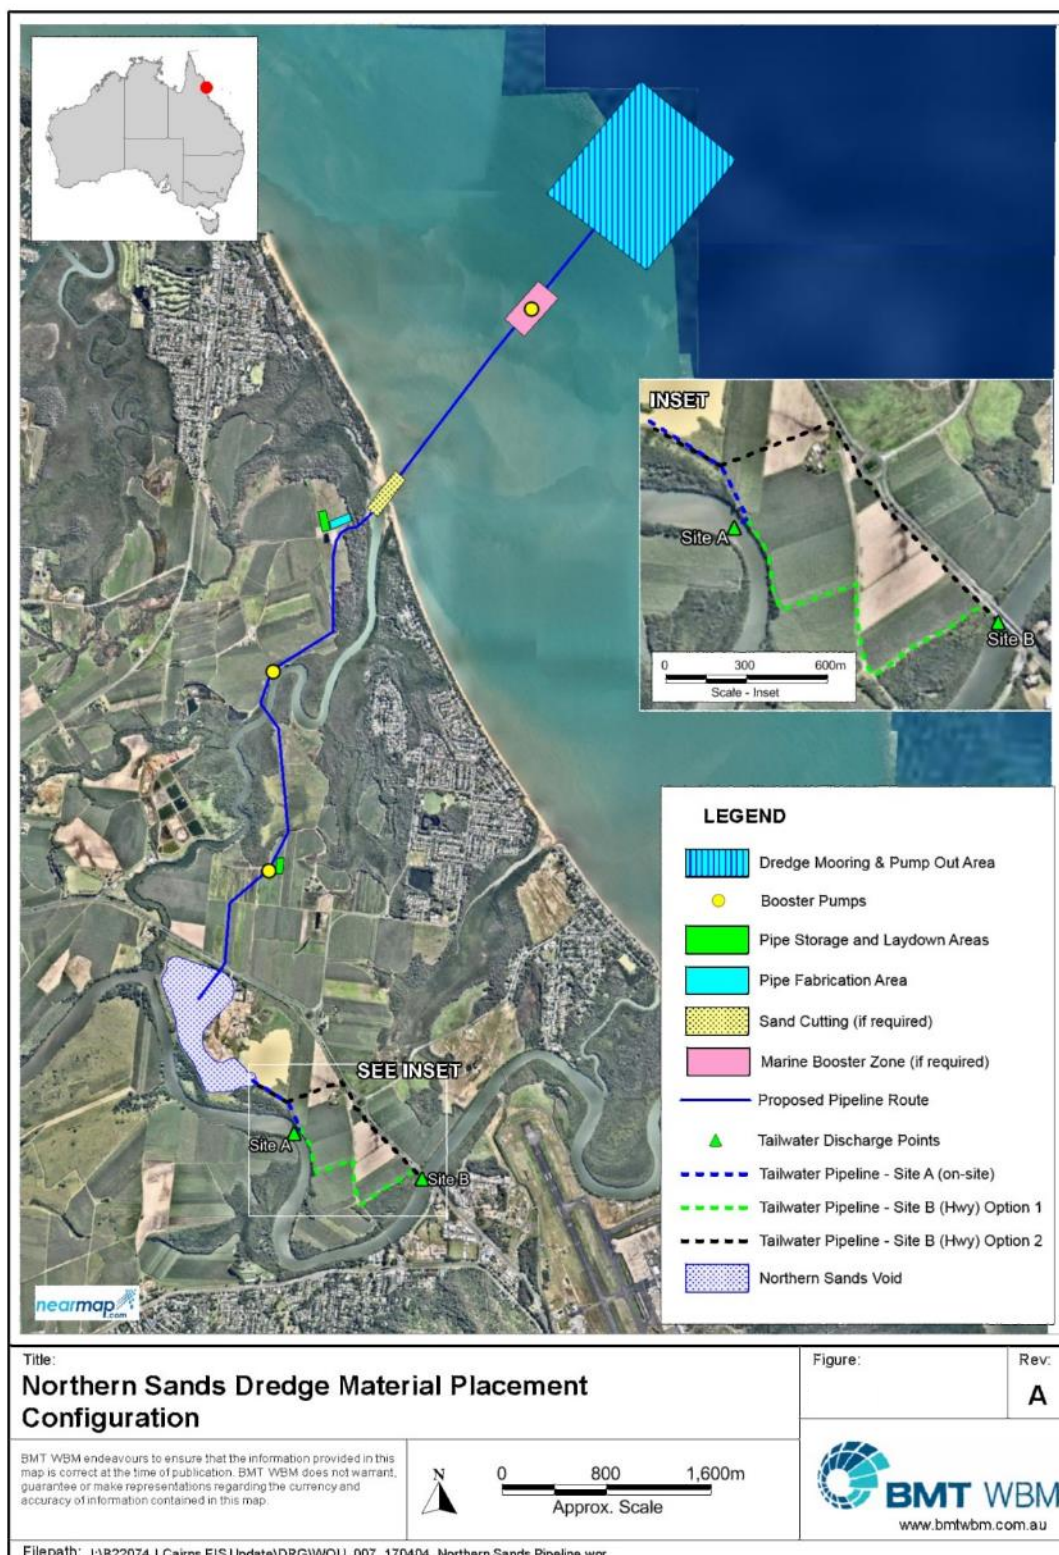 INSET
Site A
Site B
0 300 600m
Scale - Inset
LEGEND
Dredge Mooring & Pump Out Area
Booster Pumps
Pipe Storage and Laydown Areas
Pipe Fabrication Area
Sand Cutting (if required)
Marine Booster Zone (if required)
Proposed Pipeline Route
Tailwater Discharge Points
Tailwater Pipeline - Site A (on-site)
Tailwater Pipeline - Site B (Hwy) Option 1
Tailwater Pipeline - Site B (Hwy) Option 2
Northern Sands Void
SEE INSET
Site A
Site B
nearmap
.com
Title:
Northern Sands Dredge Material Placement
Configuration
Figure:
Rev:
A
BMT WBM endeavours to ensure that the information provided in this
map is correct at the time of publication. BMT WBM does not warrant,
guarantee or make representations regarding the currency and
accuracy of information contained in this map.
N
0 800 1,600m
Approx. Scale
BMT WBM
www.bmtwbm.com.au
Filepath: